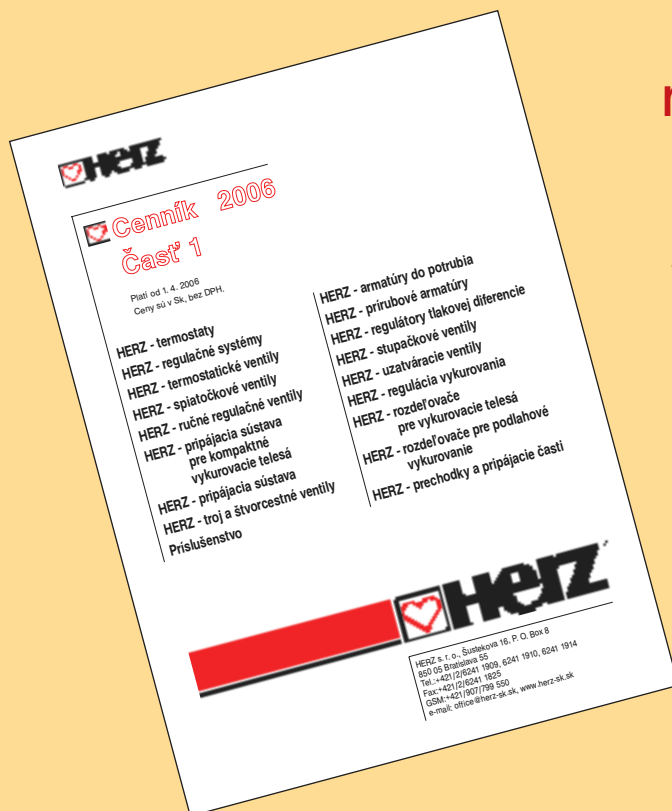 Herz
Cenník 2006
Časť 1
Platí od 1. 4. 2006
Ceny sú v Sk, bez DPH.
HERZ - termostaty
HERZ - regulačné systémy
HERZ - termostatické ventily
HERZ - spiatočkové ventily
HERZ - ručné regulačné ventily
HERZ - pripájacia sústava
pre kompaktné
vykurovacie telesá
HERZ - pripájacia sústava
HERZ - troj a štvorcestné ventily
Príslušenstvo
HERZ - armatúry do potrubia
HERZ - prirubové armatúry
HERZ - regulátory tlakovej diferencie
HERZ - stupačkové ventily
HERZ - uzatváracie ventily
HERZ - regulácia vykurovania
HERZ - rozdeľovače
pre vykurovacie telesá
HERZ - rozdeľovače pre podlahové
vykurovanie
HERZ - prechodky a pripájacie časti
Herz
HERZ s. r. o., Šustekova 16, P. O. Box 8
850 05 Bratislava 55
Tel.:+421/2/6241 1909, 6241 1910, 6241 1914
Fax:+421/2/6241 1825
GSM:+421/907/799 550
e-mail: office@herz-sk.sk, www.herz-sk.sk